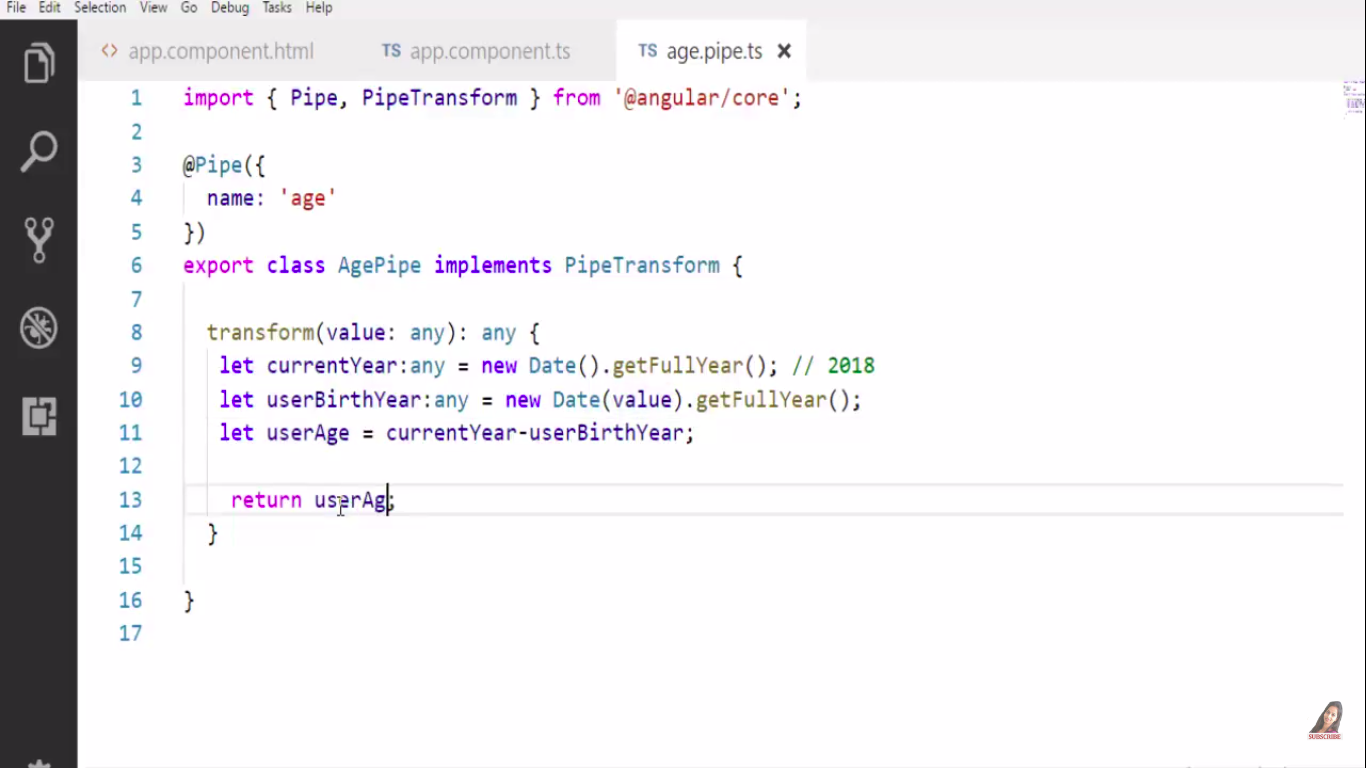 File Edit Selection View Go Debug Tasks Help
<> app.component.html TS app.component.ts TS age.pipe.ts ×
1 import { Pipe, PipeTransform } from '@angular/core';
2
3 @Pipe({
4 name: 'age'
5 })
6 export class AgePipe implements PipeTransform {
7
8 transform(value: any): any {
9 let currentYear:any = new Date().getFullYear(); // 2018
10 let userBirthYear:any = new Date(value).getFullYear();
11 let userAge = currentYear-userBirthYear;
12
13 return userAg;
14 }
15
16 }
17
SUBSCRIBE